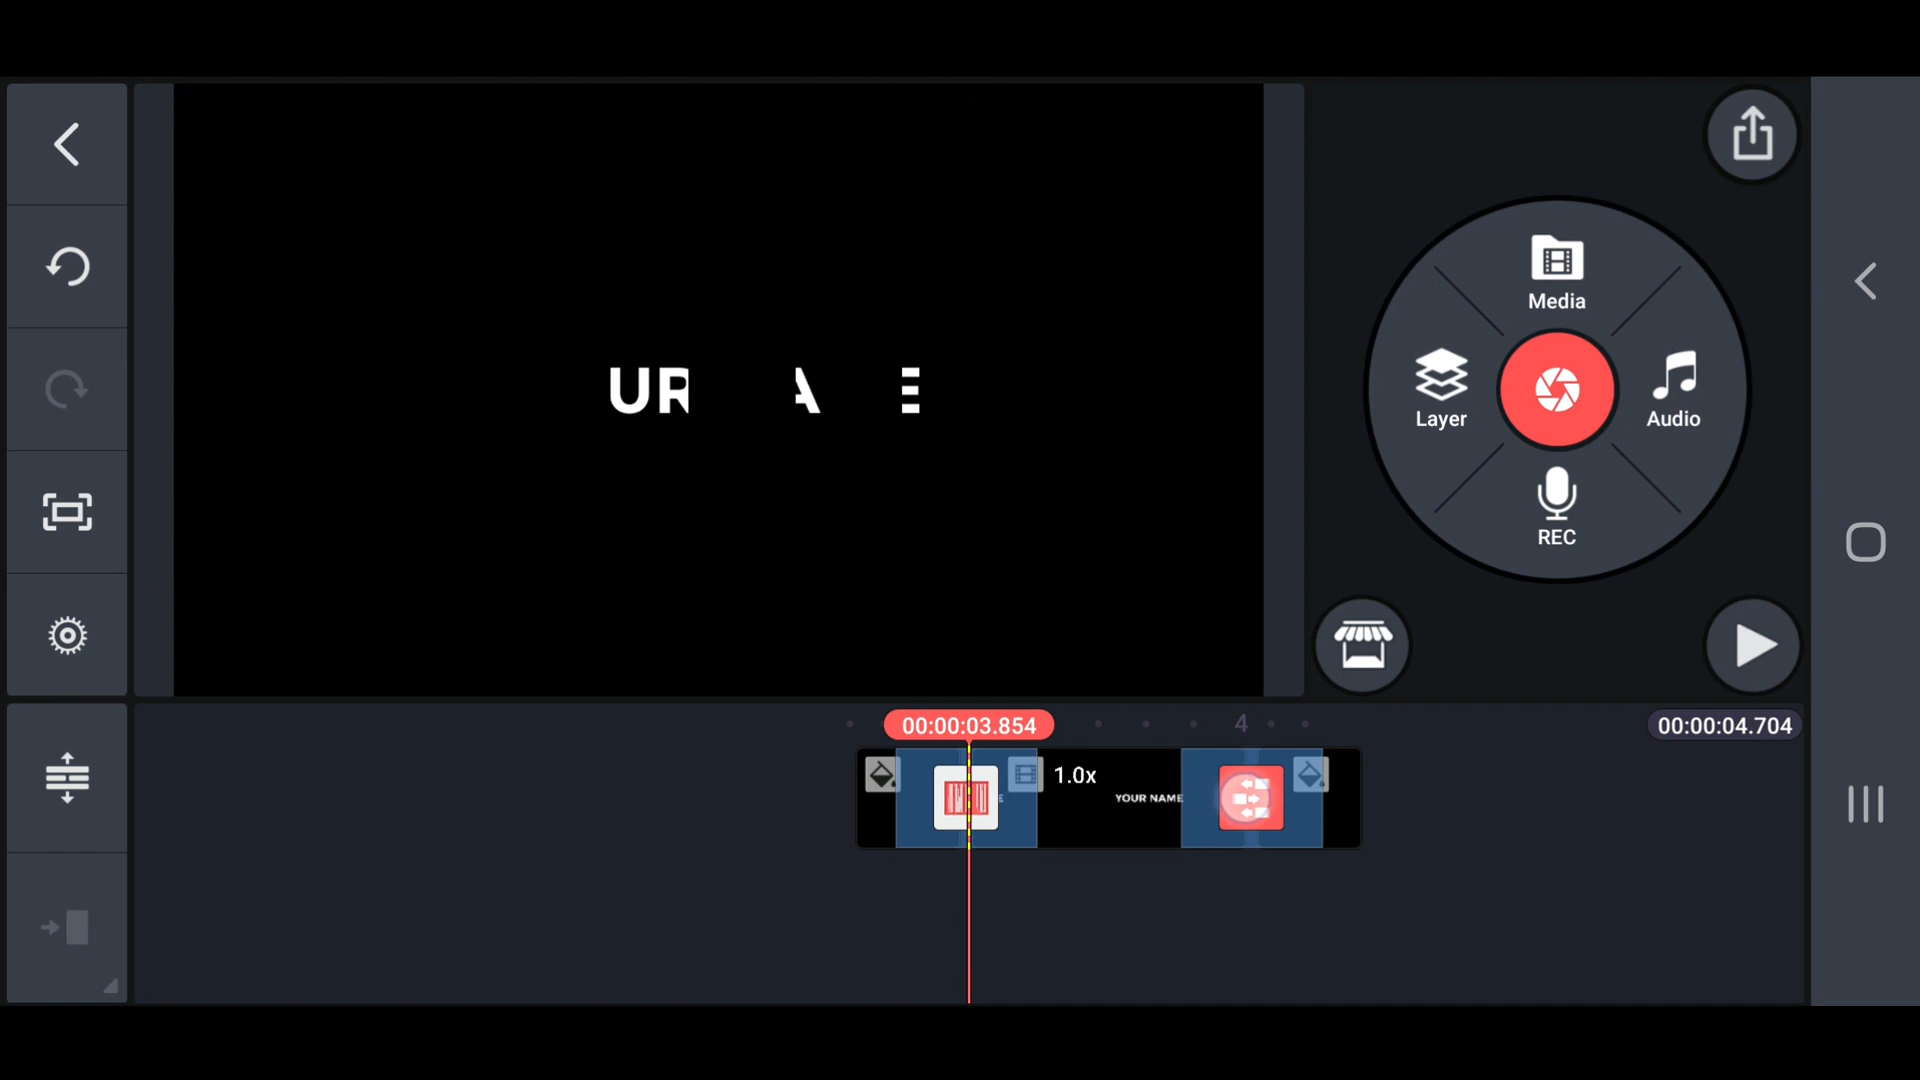 Media
UR A E
Layer
Audio
REC
00:00:03.854
4
00:00:04.704
1.0x
YOUR NAME